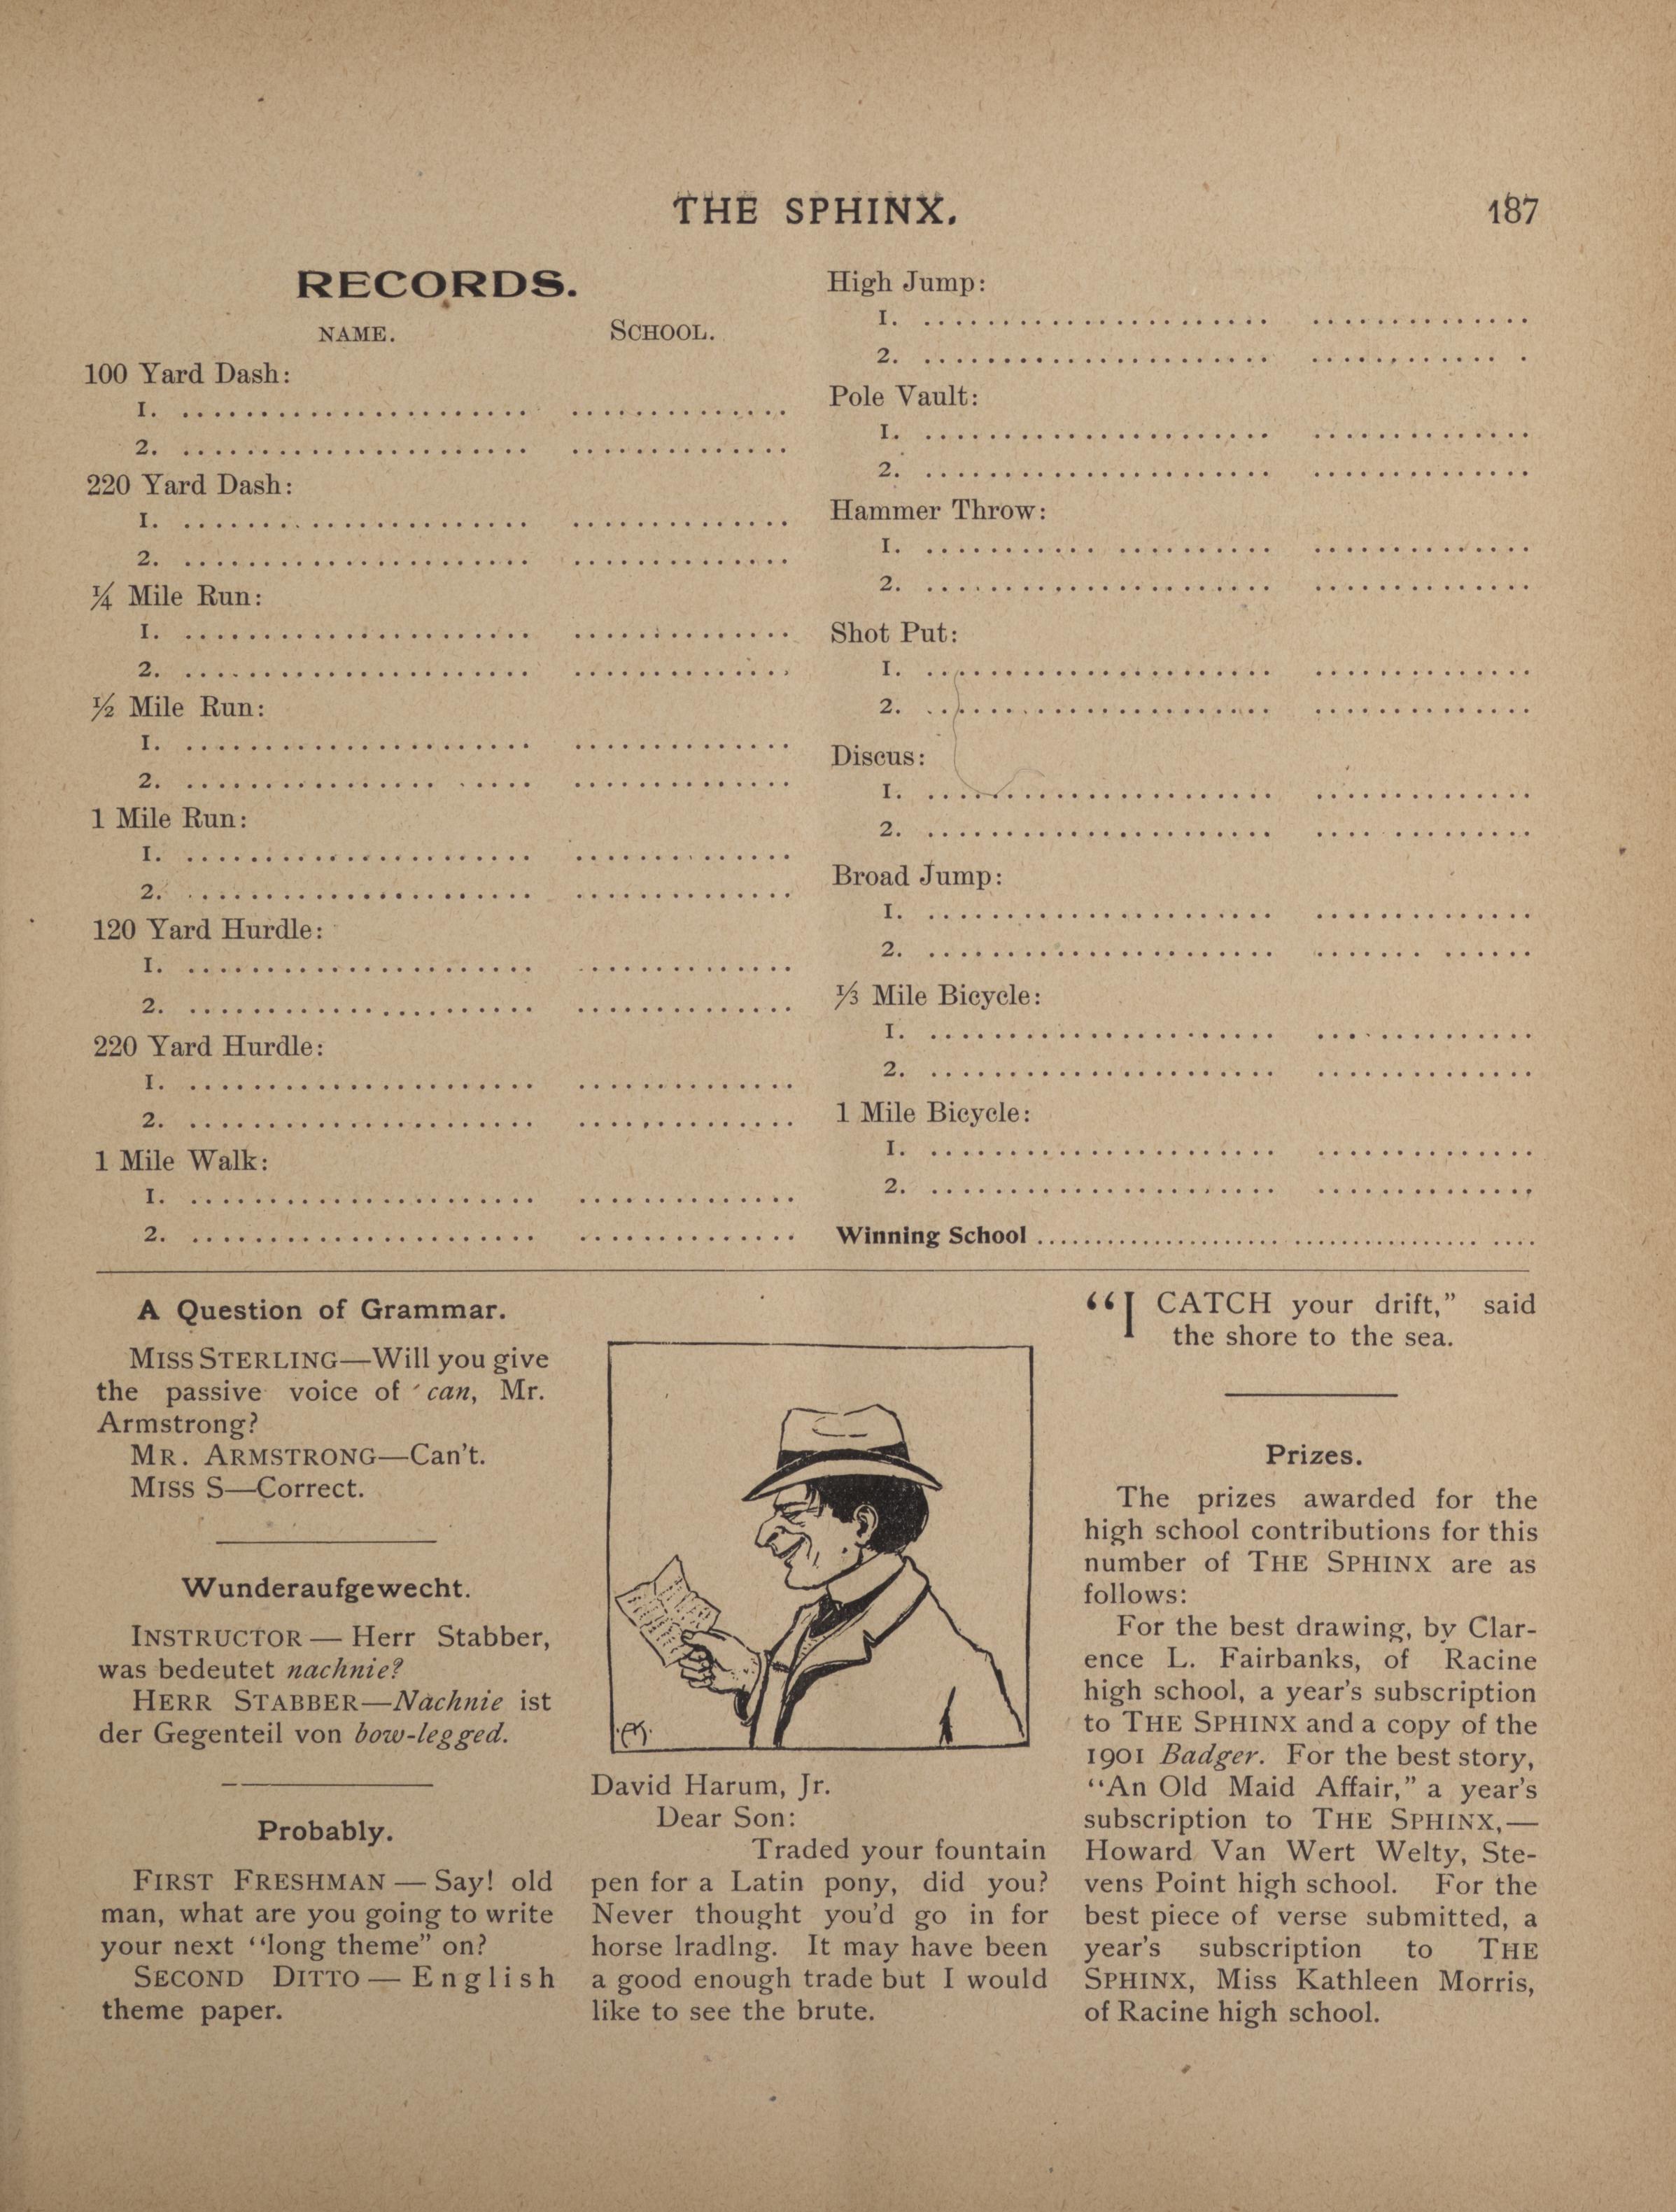 THE SPHINX.
187
RECORDS.
NAME. SCHOOL.
100 Yard Dash:
1. ...................... ..............
2. ...................... ..............
220 Yard Dash:
1. ...................... ..............
2. ...................... ..............
¼ Mile Run:
1. ...................... ..............
2. ...................... ..............
½ Mile Run:
1. ...................... ..............
2. ...................... ..............
1 Mile Run:
1. ...................... ..............
2. ...................... ..............
120 Yard Hurdle:
1. ...................... ..............
2. ...................... ..............
220 Yard Hurdle:
1. ...................... ..............
2. ...................... ..............
1 Mile Walk:
1. ...................... ..............
2. ...................... ..............
High Jump:
1. ...................... ..............
2. ...................... ..............
Pole Vault:
1. ...................... ..............
2. ...................... ..............
Hammer Throw:
1. ...................... ..............
2. ...................... ..............
Shot Put:
1. ...................... ..............
2. ...................... ..............
Discus:
1. ...................... ..............
2. ...................... ..............
Broad Jump:
1. ...................... ..............
2. ...................... ..............
⅓ Mile Bicycle:
1. ...................... ..............
2. ...................... ..............
1 Mile Bicycle:
1. ...................... ..............
2. ...................... ..............
Winning School ..................................................
A Question of Grammar.
MISS STERLING—Will you give
the passive voice of can, Mr.
Armstrong?
MR. ARMSTRONG—Can't.
MISS S—Correct.
Wunderaufgewecht.
INSTRUCTOR — Herr Stabber,
was bedeutet nachnie?
HERR STABBER—Nachnie ist
der Gegenteil von bow-legged.
Probably.
FIRST FRESHMAN — Say! old
man, what are you going to write
your next "long theme" on?
SECOND DITTO — English
theme paper.
David Harum, Jr.
Dear Son:
Traded your fountain
pen for a Latin pony, did you?
Never thought you'd go in for
horse lradlng. It may have been
a good enough trade but I would
like to see the brute.
"I CATCH your drift," said
the shore to the sea.
Prizes.
The prizes awarded for the
high school contributions for this
number of THE SPHINX are as
follows:
For the best drawing, by Clar-
ence L. Fairbanks, of Racine
high school, a year's subscription
to THE SPHINX and a copy of the
1901 Badger. For the best story,
"An Old Maid Affair," a year's
subscription to THE SPHINX,—
Howard Van Wert Welty, Ste-
vens Point high school. For the
best piece of verse submitted, a
year's subscription to THE
SPHINX, Miss Kathleen Morris,
of Racine high school.